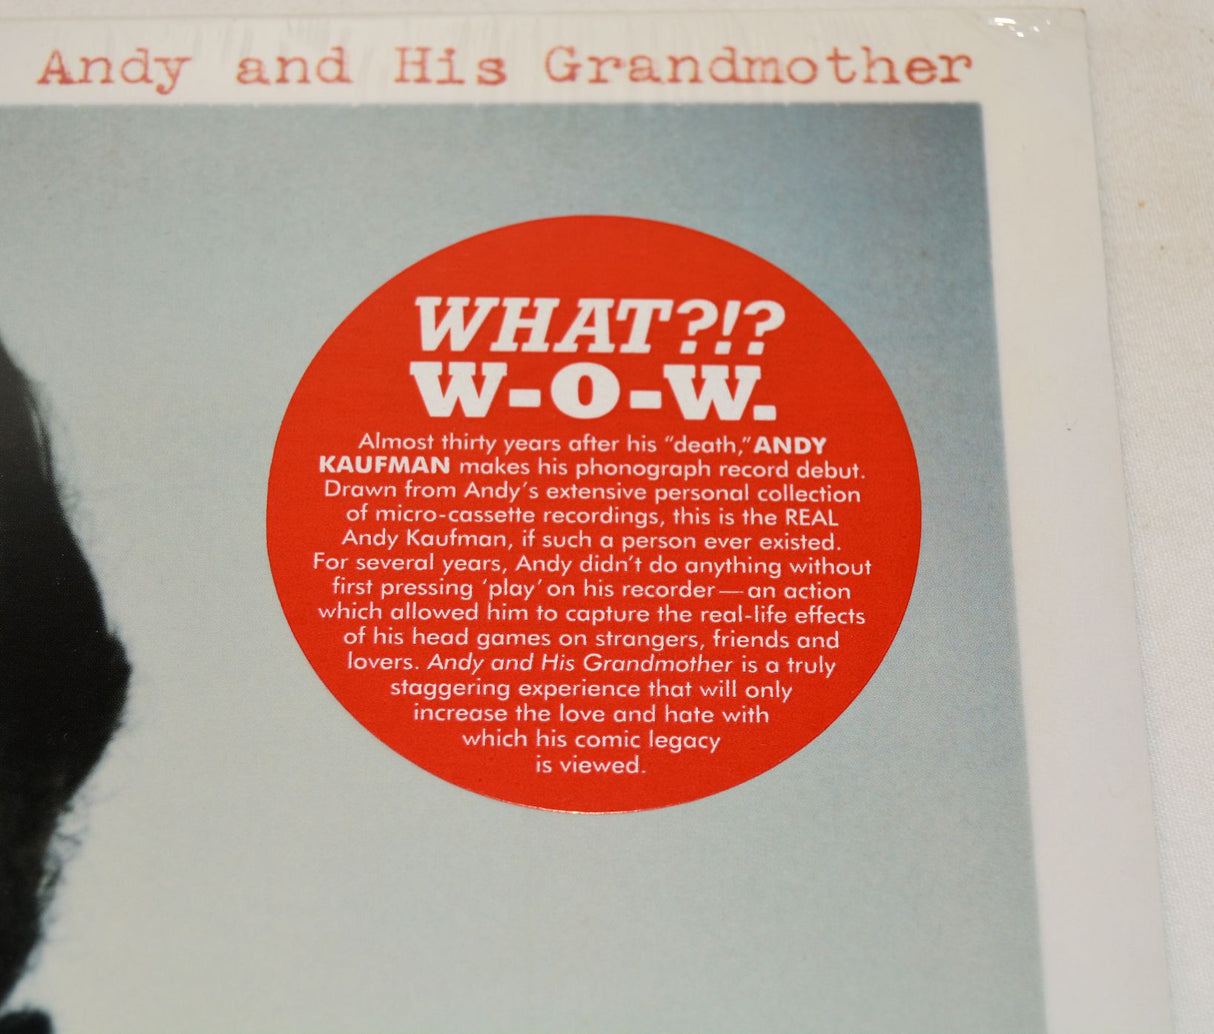 Andy and His Grandmother
WHAT?!?
W-O-W.
Almost thirty years after his "death," ANDY
KAUFMAN makes his phonograph record debut.
Drawn from Andy's extensive personal collection
of micro-cassette recordings, this is the REAL
Andy Kaufman, if such a person ever existed.
For several years, Andy didn't do anything without
first pressing 'play' on his recorder—an action
which allowed him to capture the real-life effects
of his head games on strangers, friends and
lovers. Andy and His Grandmother is a truly
staggering experience that will only
increase the love and hate with
which his comic legacy
is viewed.